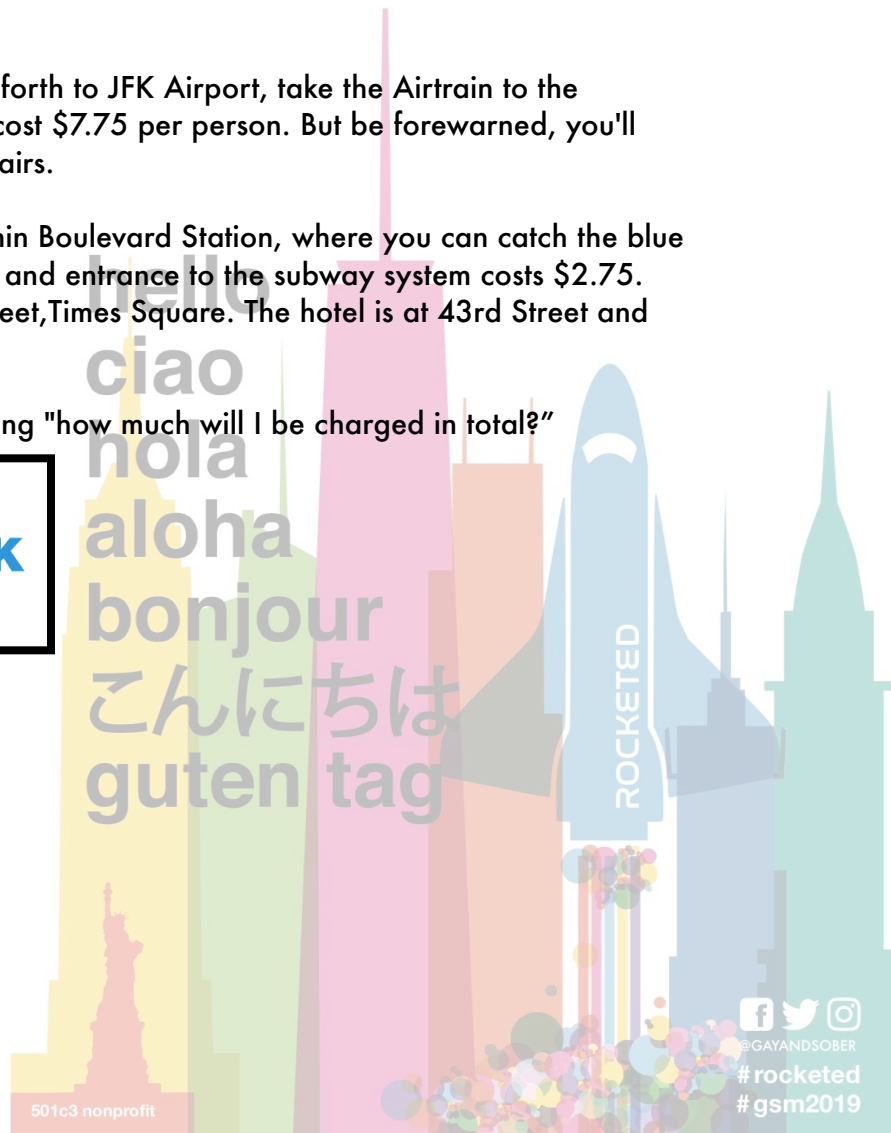 forth to JFK Airport, take the Airtrain to the
cost $7.75 per person. But be forewarned, you'll
airs.
in Boulevard Station, where you can catch the blue
and entrance to the subway system costs $2.75.
eet,Times Square. The hotel is at 43rd Street and
ng "how much will I be charged in total?”
hello
ciao
hola
aloha
bonjour
こんにちは
guten tag
k
ROCKETED
@GAYANDSOBER
#rocketed
#gsm2019
501c3 nonprofit